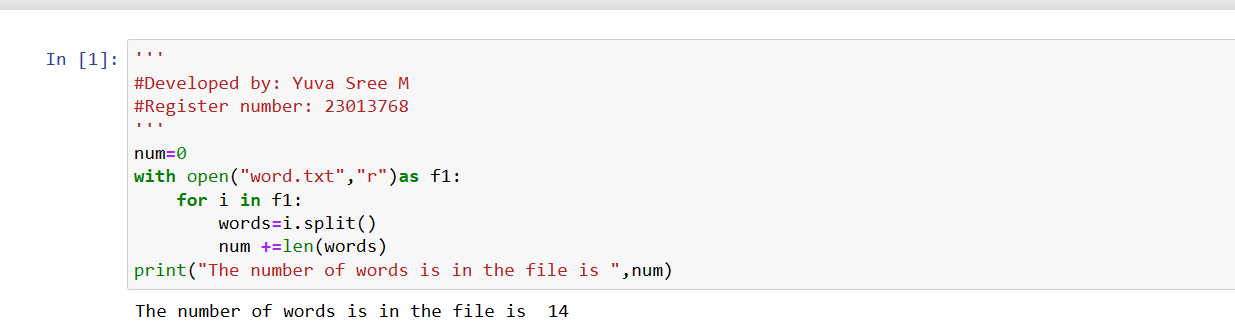 In [1]: '''
#Developed by: Yuva Sree M
#Register number: 23013768
'''
num=0
with open("word.txt","r")as f1:
    for i in f1:
        words=i.split()
        num +=len(words)
print("The number of words is in the file is ",num)
The number of words is in the file is  14